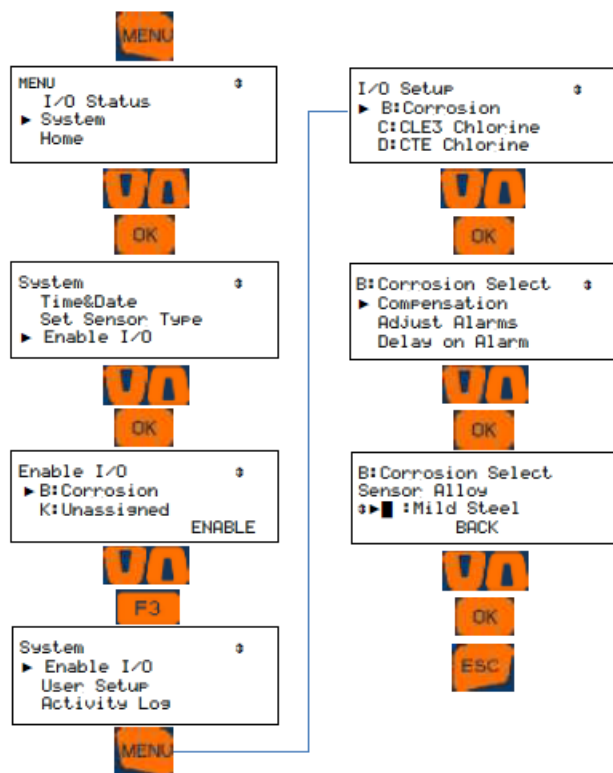 MENU
MENU
I/O Status
► System
Home
OK
System
Time&Date
Set Sensor Type
► Enable I/O
OK
Enable I/O
► B:Corrosion
K:Unassigned
ENABLE
F3
System
► Enable I/O
User Setup
Activity Log
MENU
I/O Setup
► B:Corrosion
C:CLE3 Chlorine
D:CTE Chlorine
OK
B:Corrosion Select
► Compensation
Adjust Alarms
Delay on Alarm
OK
B:Corrosion Select
Sensor Alloy
►█ :Mild Steel
BACK
OK
ESC